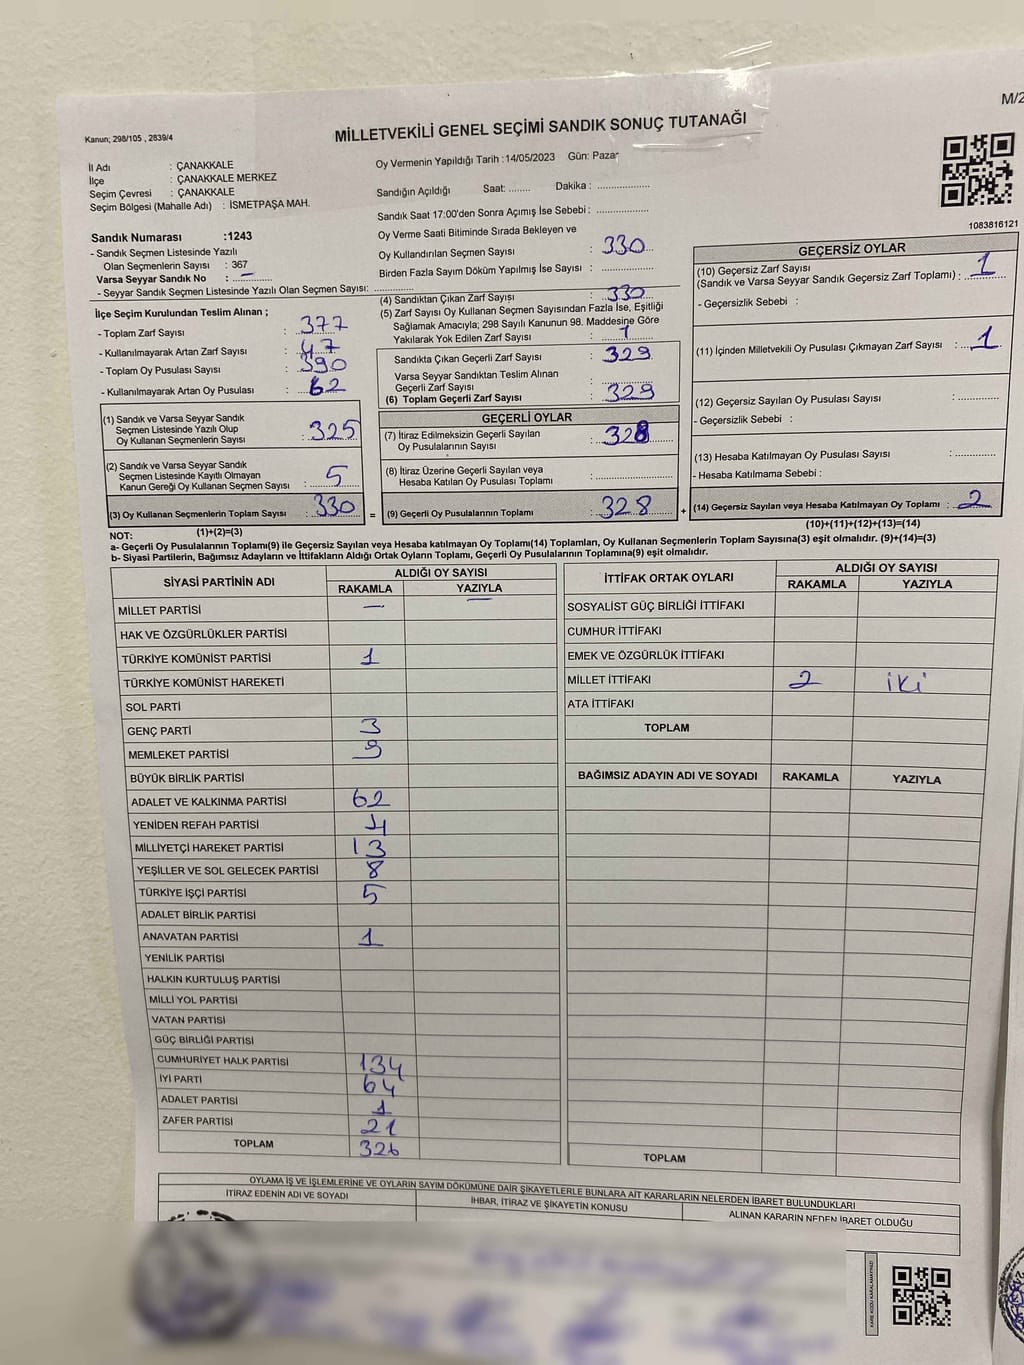 M/2
Kanun; 298/105 , 2839/4
MİLLETVEKİLİ GENEL SEÇİMİ SANDIK SONUÇ TUTANAĞI
İl Adı : ÇANAKKALE
İlçe : ÇANAKKALE MERKEZ
Seçim Çevresi : ÇANAKKALE
Seçim Bölgesi (Mahalle Adı) : İSMETPAŞA MAH.
Oy Vermenin Yapıldığı Tarih :14/05/2023 Gün: Pazar
Sandığın Açıldığı Saat: ........ Dakika : ...................
Sandık Saat 17:00'den Sonra Açımış İse Sebebi : ...................
1083816121
Sandık Numarası :1243
- Sandık Seçmen Listesinde Yazılı
Olan Seçmenlerin Sayısı : 367
Varsa Seyyar Sandık No : —
- Seyyar Sandık Seçmen Listesinde Yazılı Olan Seçmen Sayısı: ...................
Oy Verme Saati Bitiminde Sırada Bekleyen ve
Oy Kullandırılan Seçmen Sayısı : 330
Birden Fazla Sayım Döküm Yapılmış İse Sayısı : ...................
İlçe Seçim Kurulundan Teslim Alınan ;
- Toplam Zarf Sayısı : 377
- Kullanılmayarak Artan Zarf Sayısı : 47
- Toplam Oy Pusulası Sayısı : 390
- Kullanılmayarak Artan Oy Pusulası : 62
(1) Sandık ve Varsa Seyyar Sandık
Seçmen Listesinde Yazılı Olup
Oy Kullanan Seçmenlerin Sayısı : 325
(2) Sandık ve Varsa Seyyar Sandık
Seçmen Listesinde Kayıtlı Olmayan
Kanun Gereği Oy Kullanan Seçmen Sayısı : 5
(3) Oy Kullanan Seçmenlerin Toplam Sayısı : 330
(1)+(2)=(3)
(4) Sandıktan Çıkan Zarf Sayısı : 330
(5) Zarf Sayısı Oy Kullanan Seçmen Sayısından Fazla İse, Eşitliği
Sağlamak Amacıyla; 298 Sayılı Kanunun 98. Maddesine Göre
Yakılarak Yok Edilen Zarf Sayısı : 1
Sandıkta Çıkan Geçerli Zarf Sayısı : 329
Varsa Seyyar Sandıktan Teslim Alınan
Geçerli Zarf Sayısı : ...................
(6) Toplam Geçerli Zarf Sayısı : 329
GEÇERLİ OYLAR
(7) İtiraz Edilmeksizin Geçerli Sayılan
Oy Pusulalarının Sayısı : 328
(8) İtiraz Üzerine Geçerli Sayılan veya
Hesaba Katılan Oy Pusulası Toplamı : ...................
= (9) Geçerli Oy Pusulalarının Toplamı : 328 +
GEÇERSİZ OYLAR
(10) Geçersiz Zarf Sayısı
(Sandık ve Varsa Seyyar Sandık Geçersiz Zarf Toplamı) : 1
- Geçersizlik Sebebi :
(11) İçinden Milletvekili Oy Pusulası Çıkmayan Zarf Sayısı : 1
(12) Geçersiz Sayılan Oy Pusulası Sayısı : ............
- Geçersizlik Sebebi :
(13) Hesaba Katılmayan Oy Pusulası Sayısı : ............
- Hesaba Katılmama Sebebi :
(14) Geçersiz Sayılan veya Hesaba Katılmayan Oy Toplamı : 2
(10)+(11)+(12)+(13)=(14)
NOT:
a- Geçerli Oy Pusulalarının Toplamı(9) ile Geçersiz Sayılan veya Hesaba katılmayan Oy Toplamı(14) Toplamları, Oy Kullanan Seçmenlerin Toplam Sayısına(3) eşit olmalıdır. (9)+(14)=(3)
b- Siyasi Partilerin, Bağımsız Adayların ve İttifakların Aldığı Ortak Oyların Toplamı, Geçerli Oy Pusulalarının Toplamına(9) eşit olmalıdır.
SİYASİ PARTİNİN ADI ALDIĞI OY SAYISI
RAKAMLA YAZIYLA
MİLLET PARTİSİ — —
HAK VE ÖZGÜRLÜKLER PARTİSİ
TÜRKİYE KOMÜNİST PARTİSİ 1
TÜRKİYE KOMÜNİST HAREKETİ
SOL PARTİ
GENÇ PARTİ 3
MEMLEKET PARTİSİ 9
BÜYÜK BİRLİK PARTİSİ
ADALET VE KALKINMA PARTİSİ 62
YENİDEN REFAH PARTİSİ 4
MİLLİYETÇİ HAREKET PARTİSİ 13
YEŞİLLER VE SOL GELECEK PARTİSİ 8
TÜRKİYE İŞÇİ PARTİSİ 5
ADALET BİRLİK PARTİSİ
ANAVATAN PARTİSİ 1
YENİLİK PARTİSİ
HALKIN KURTULUŞ PARTİSİ
MİLLİ YOL PARTİSİ
VATAN PARTİSİ
GÜÇ BİRLİĞİ PARTİSİ
CUMHURİYET HALK PARTİSİ 134
İYİ PARTİ 64
ADALET PARTİSİ 1
ZAFER PARTİSİ 21
TOPLAM 326
İTTİFAK ORTAK OYLARI ALDIĞI OY SAYISI
RAKAMLA YAZIYLA
SOSYALİST GÜÇ BİRLİĞİ İTTİFAKI
CUMHUR İTTİFAKI
EMEK VE ÖZGÜRLÜK İTTİFAKI
MİLLET İTTİFAKI 2 iki
ATA İTTİFAKI
TOPLAM
BAĞIMSIZ ADAYIN ADI VE SOYADI RAKAMLA YAZIYLA
TOPLAM
OYLAMA İŞ VE İŞLEMLERİNE VE OYLARIN SAYIM DÖKÜMÜNE DAİR ŞİKAYETLERLE BUNLARA AİT KARARLARIN NELERDEN İBARET BULUNDUKLARI
İTİRAZ EDENİN ADI VE SOYADI İHBAR, İTİRAZ VE ŞİKAYETİN KONUSU ALINAN KARARIN NEDEN İBARET OLDUĞU
KARE KODU KARALAMAYINIZ!